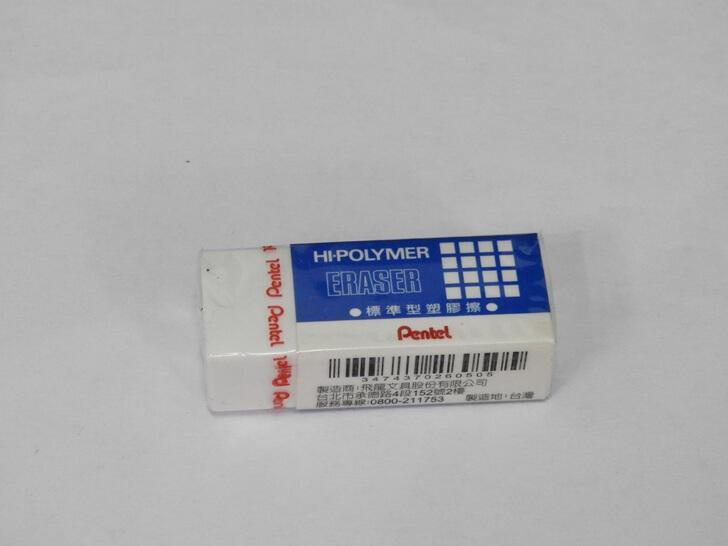 Pentel Pentel Pentel
HI-POLYMER
ERASER
●標準型塑膠擦●
Pentel
3474370260505
製造商:飛龍文具股份有限公司
台北市承德路4段152號2樓
服務專線:0800-211753 製造地:台灣